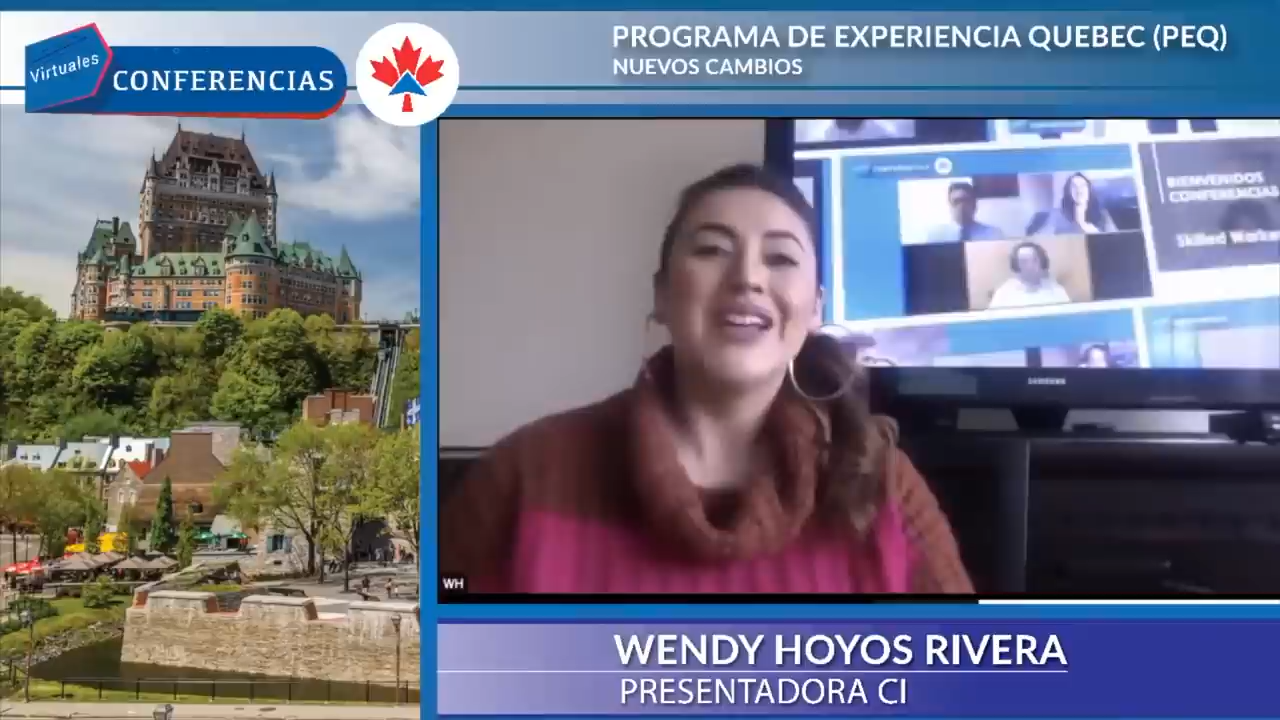 Virtuales
CONFERENCIAS
PROGRAMA DE EXPERIENCIA QUEBEC (PEQ)
NUEVOS CAMBIOS
BIENVENIDOS
CONFERENCIAS
Skilled Worke
SAMSUNG
WH
WENDY HOYOS RIVERA
PRESENTADORA CI